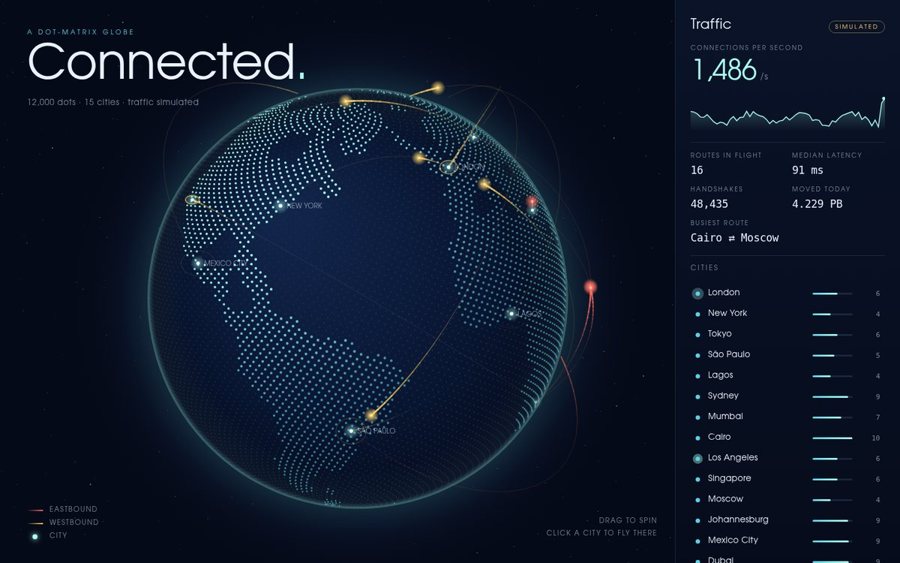 A DOT-MATRIX GLOBE
Connected.
12,000 dots · 15 cities · traffic simulated
NEW YORK
MEXICO CITY
LAGOS
SÃO PAULO
EASTBOUND
WESTBOUND
CITY
DRAG TO SPIN
CLICK A CITY TO FLY THERE
Traffic
SIMULATED
CONNECTIONS PER SECOND
1,486 /s
ROUTES IN FLIGHT
16
MEDIAN LATENCY
91 ms
HANDSHAKES
48,435
MOVED TODAY
4.229 PB
BUSIEST ROUTE
Cairo ⇄ Moscow
CITIES
London 6
New York 4
Tokyo 6
São Paulo 5
Lagos 4
Sydney 9
Mumbai 7
Cairo 10
Los Angeles 6
Singapore 6
Moscow 4
Johannesburg 9
Mexico City 9
Dubai 9